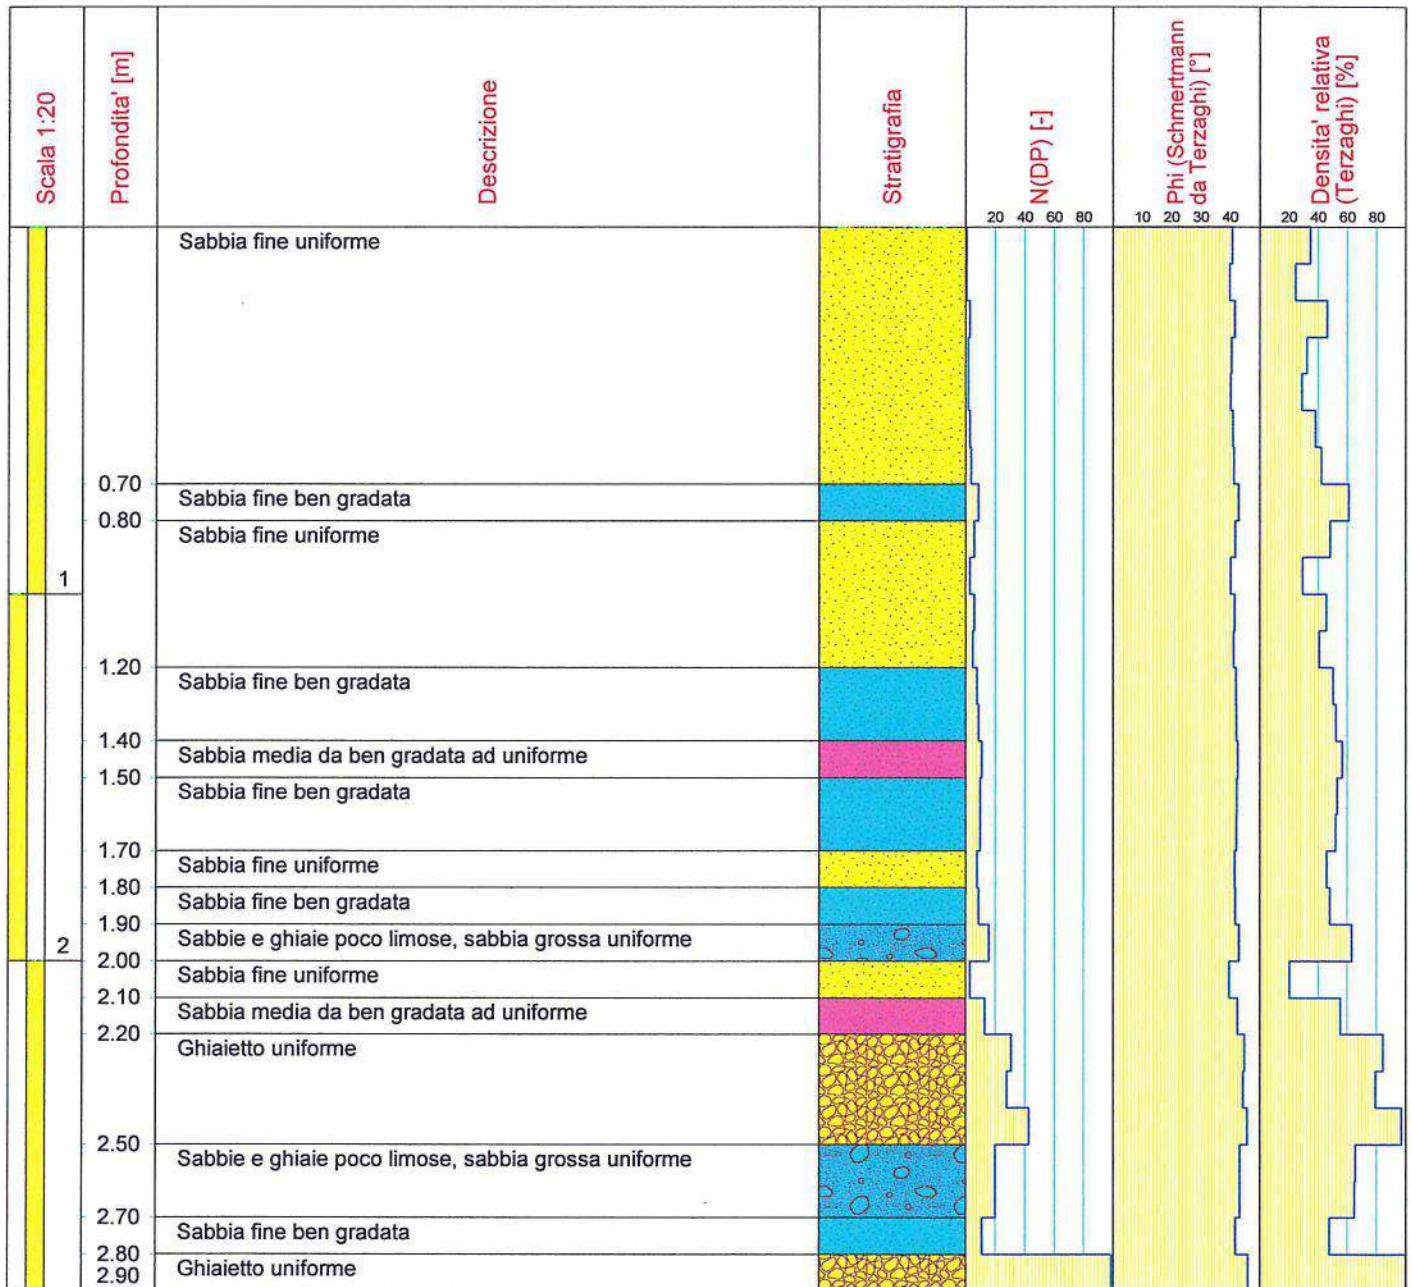 Scala 1:20
Profondita' [m]
Descrizione
Stratigrafia
N(DP) [-]
Phi (Schmertmann
da Terzaghi) [°]
Densita' relativa
(Terzaghi) [%]
20 40 60 80
10 20 30 40
20 40 60 80
Sabbia fine uniforme
0.70
Sabbia fine ben gradata
0.80
Sabbia fine uniforme
1
1.20
Sabbia fine ben gradata
1.40
Sabbia media da ben gradata ad uniforme
1.50
Sabbia fine ben gradata
1.70
Sabbia fine uniforme
1.80
Sabbia fine ben gradata
1.90
Sabbie e ghiaie poco limose, sabbia grossa uniforme
2
2.00
Sabbia fine uniforme
2.10
Sabbia media da ben gradata ad uniforme
2.20
Ghiaietto uniforme
2.50
Sabbie e ghiaie poco limose, sabbia grossa uniforme
2.70
Sabbia fine ben gradata
2.80
Ghiaietto uniforme
2.90